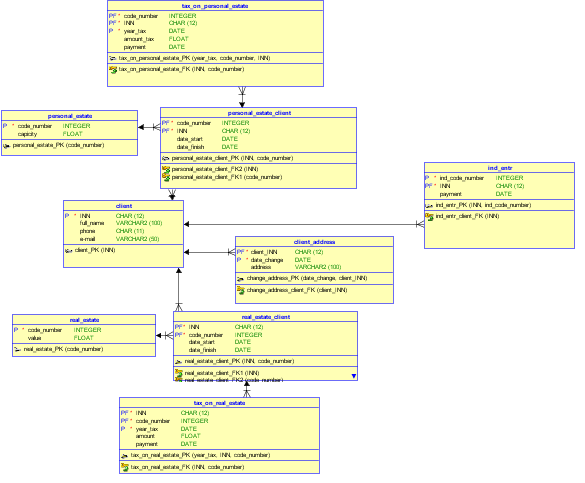 tax_on_personal_estate
PF * code_number INTEGER
PF * INN CHAR (12)
P * year_tax DATE
amount_tax FLOAT
payment DATE
tax_on_personal_estate_PK (year_tax, code_number, INN)
tax_on_personal_estate_FK (INN, code_number)
personal_estate
P * code_number INTEGER
capicity FLOAT
personal_estate_PK (code_number)
personal_estate_client
PF * code_number INTEGER
PF * INN CHAR (12)
date_start DATE
date_finish DATE
personal_estate_client_PK (INN, code_number)
personal_estate_client_FK2 (INN)
personal_estate_client_FK1 (code_number)
ind_entr
P * ind_code_number INTEGER
PF * INN CHAR (12)
payment DATE
ind_entr_PK (INN, ind_code_number)
ind_entr_client_FK (INN)
client
P * INN CHAR (12)
full_name VARCHAR2 (100)
phone CHAR (11)
e-mail VARCHAR2 (50)
client_PK (INN)
client_address
PF * client_INN CHAR (12)
P * date_change DATE
address VARCHAR2 (100)
change_address_PK (date_change, client_INN)
change_address_client_FK (client_INN)
real_estate
P * code_number INTEGER
value FLOAT
real_estate_PK (code_number)
real_estate_client
PF * INN CHAR (12)
PF * code_number INTEGER
date_start DATE
date_finish DATE
real_estate_client_PK (INN, code_number)
real_estate_client_FK1 (INN)
real_estate_client_FK2 (code_number)
tax_on_real_estate
PF * INN CHAR (12)
PF * code_number INTEGER
P * year_tax DATE
amount FLOAT
payment DATE
tax_on_real_estate_PK (year_tax, INN, code_number)
tax_on_real_estate_FK (INN, code_number)